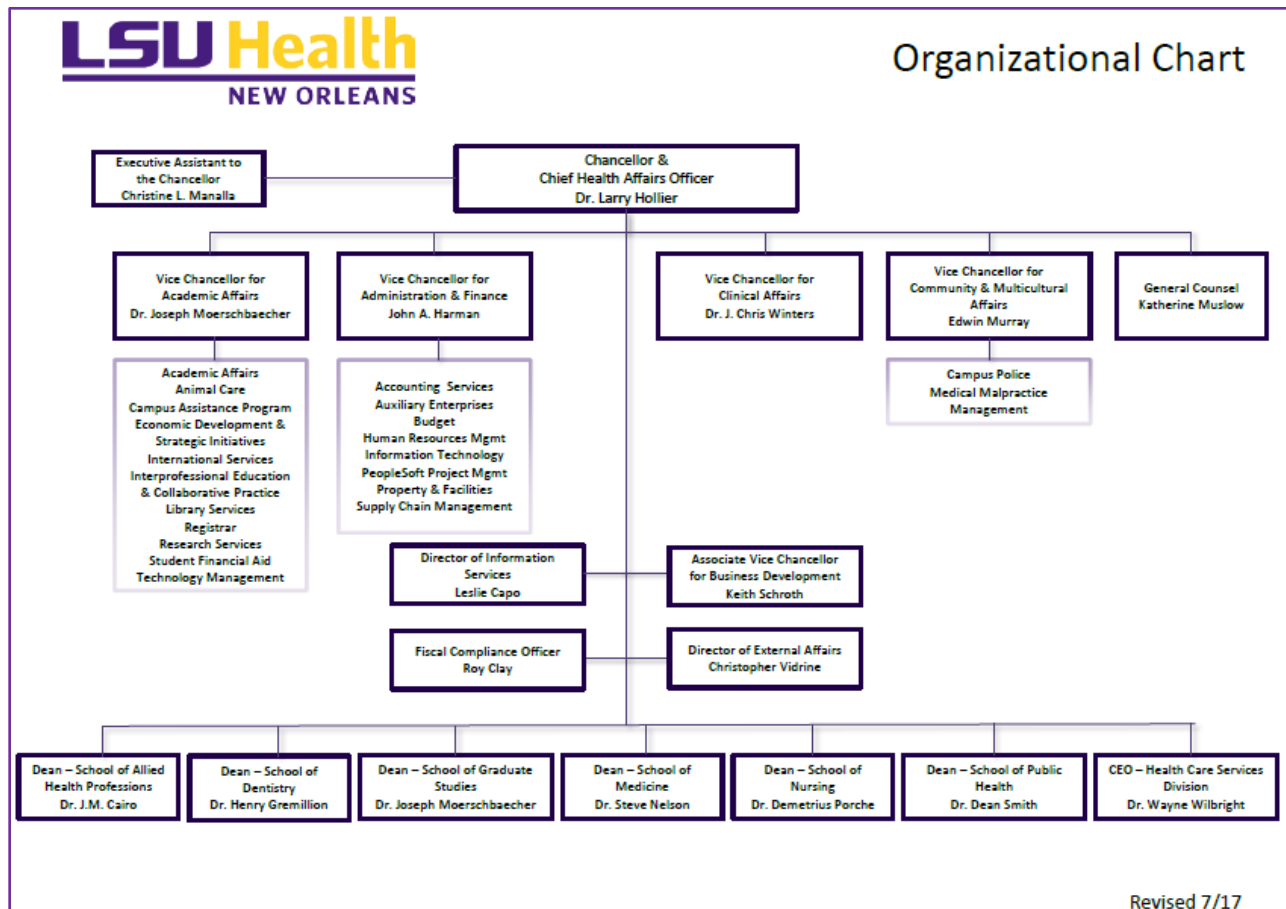 LSU Health
NEW ORLEANS
Organizational Chart
Executive Assistant to
the Chancellor
Christine L. Manalla
Chancellor &
Chief Health Affairs Officer
Dr. Larry Hollier
Vice Chancellor for
Academic Affairs
Dr. Joseph Moerschbaecher
Vice Chancellor for
Administration & Finance
John A. Harman
Vice Chancellor for
Clinical Affairs
Dr. J. Chris Winters
Vice Chancellor for
Community & Multicultural
Affairs
Edwin Murray
General Counsel
Katherine Muslow
Academic Affairs
Animal Care
Campus Assistance Program
Economic Development &
Strategic Initiatives
International Services
Interprofessional Education
& Collaborative Practice
Library Services
Registrar
Research Services
Student Financial Aid
Technology Management
Accounting Services
Auxiliary Enterprises
Budget
Human Resources Mgmt
Information Technology
PeopleSoft Project Mgmt
Property & Facilities
Supply Chain Management
Campus Police
Medical Malpractice
Management
Director of Information
Services
Leslie Capo
Associate Vice Chancellor
for Business Development
Keith Schroth
Fiscal Compliance Officer
Roy Clay
Director of External Affairs
Christopher Vidrine
Dean – School of Allied
Health Professions
Dr. J.M. Cairo
Dean – School of
Dentistry
Dr. Henry Gremillion
Dean – School of Graduate
Studies
Dr. Joseph Moerschbaecher
Dean – School of
Medicine
Dr. Steve Nelson
Dean – School of
Nursing
Dr. Demetrius Porche
Dean – School of Public
Health
Dr. Dean Smith
CEO – Health Care Services
Division
Dr. Wayne Wilbright
Revised 7/17